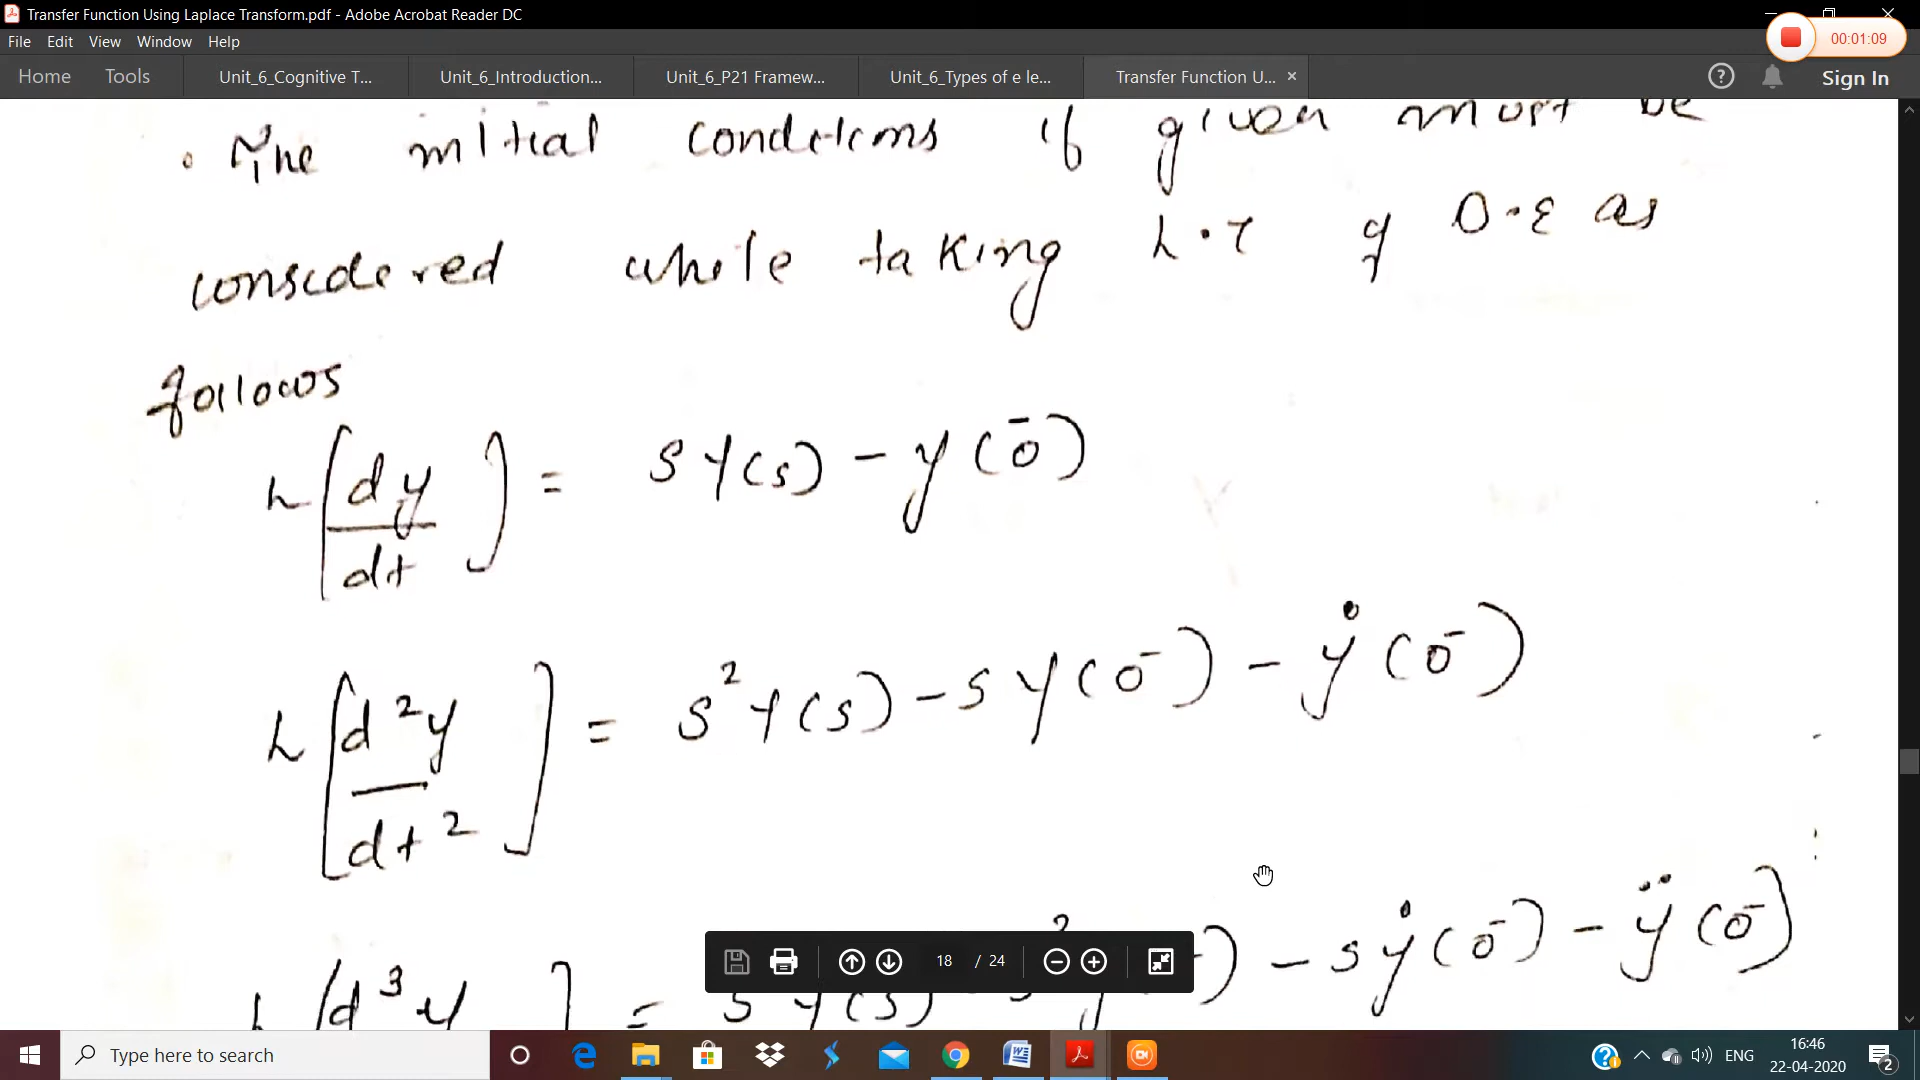 Transfer Function Using Laplace Transform.pdf - Adobe Acrobat Reader DC
File Edit View Window Help
00:01:09
Home Tools Unit_6_Cognitive T... Unit_6_Introduction... Unit_6_P21 Framew... Unit_6_Types of e le... Transfer Function U... × Sign In
• The initial conditions if given must be
considered while taking L.T of D.E as
follows
L[dy/dt] = sY(s) - y(0⁻)
L[d²y/dt²] = s²Y(s) - sy(0⁻) - ẏ(0⁻)
L[d³y ] = s Y(s) - sẏ(0⁻) - ÿ(0⁻)
18 / 24
Type here to search
ENG
16:46
22-04-2020
2